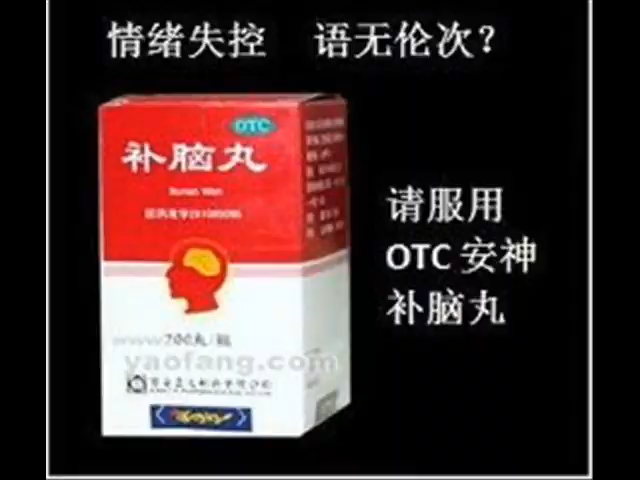 情绪失控 语无伦次？
OTC
补脑丸
Bunao Wan
请服用
OTC 安神
补脑丸
200丸/瓶
yaofang.com